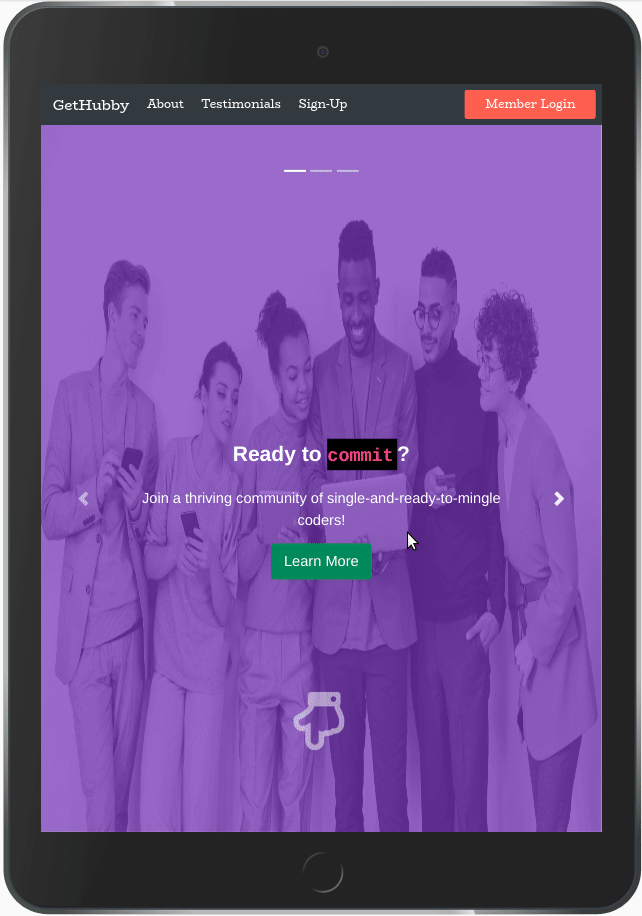 GetHubby About Testimonials Sign-Up Member Login
Ready to commit ?
Join a thriving community of single-and-ready-to-mingle
coders!
Learn More